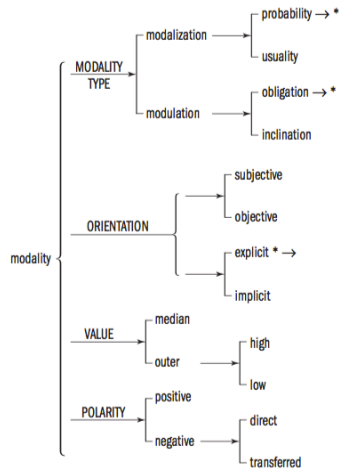 probability → *
modalization
usuality
MODALITY
TYPE
obligation → *
modulation
inclination
subjective
objective
ORIENTATION
explicit * →
modality
implicit
median
VALUE
high
outer
low
positive
POLARITY
direct
negative
transferred